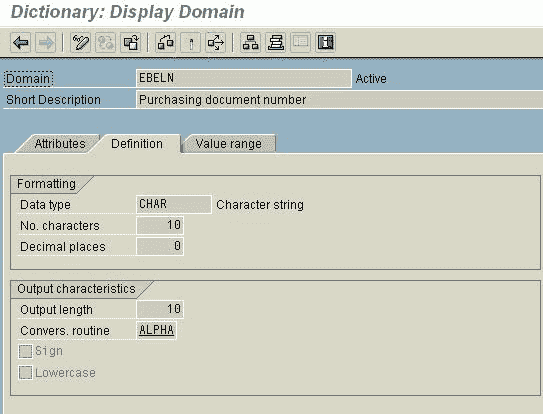 Dictionary: Display Domain
Domain EBELN Active
Short Description Purchasing document number
Attributes Definition Value range
Formatting
Data type CHAR Character string
No. characters 10
Decimal places 0
Output characteristics
Output length 10
Convers. routine ALPHA
Sign
Lowercase